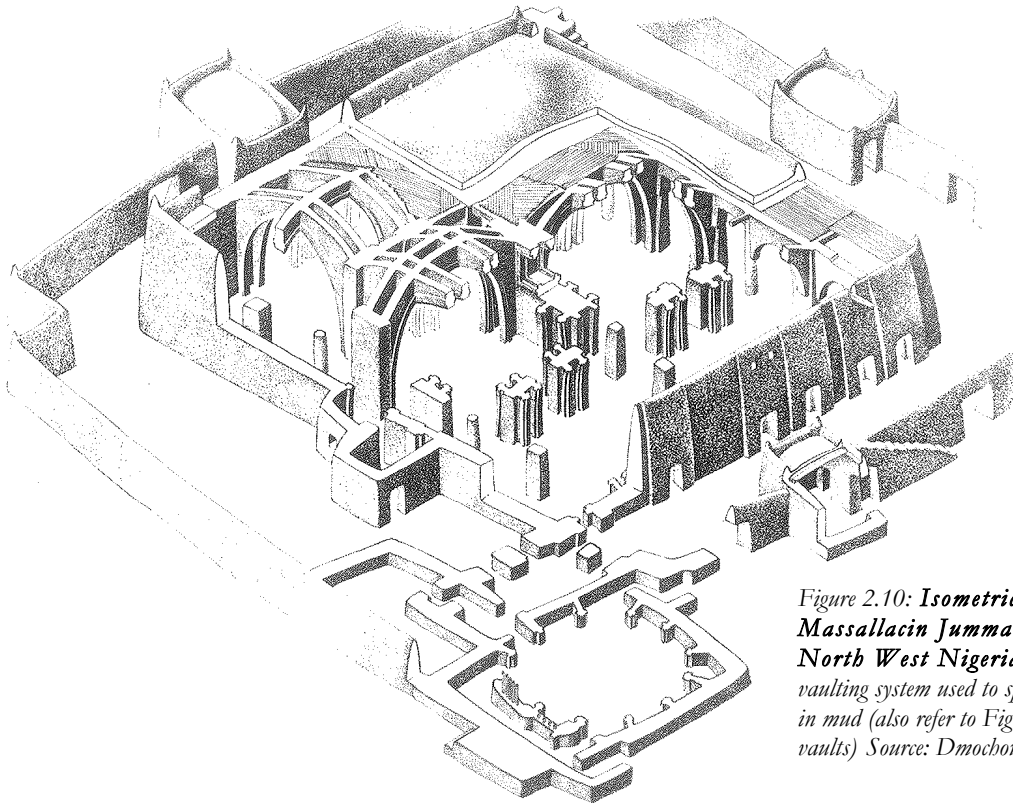 Figure 2.10: Isometric
Massallacin Jumma
North West Nigeria
vaulting system used to
in mud (also refer to Fig
vaults) Source: Dmochow